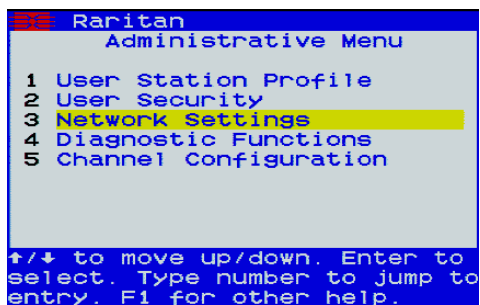 Raritan
Administrative Menu
1 User Station Profile
2 User Security
3 Network Settings
4 Diagnostic Functions
5 Channel Configuration
↑/↓ to move up/down. Enter to
select. Type number to jump to
entry. F1 for other help.